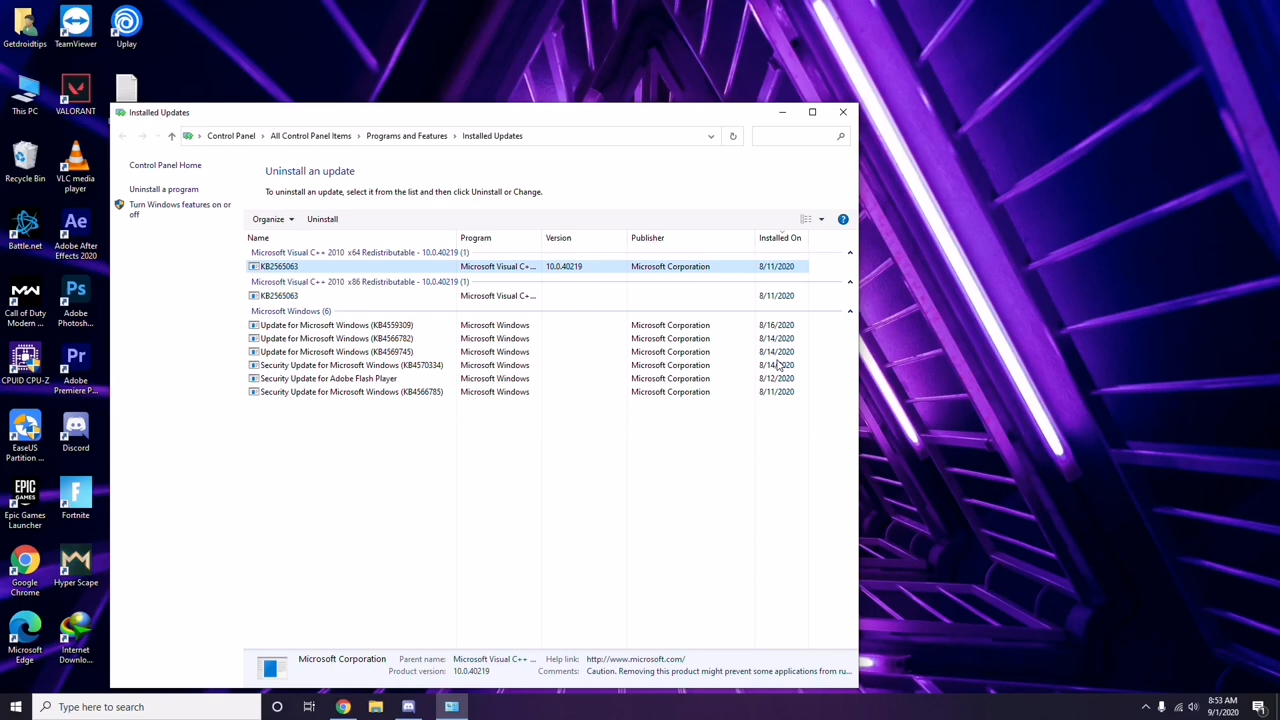 Getdroidtips
TeamViewer
Uplay
This PC
VALORANT
Recycle Bin
VLC media
player
Battle.net
Adobe After
Effects 2020
Call of Duty
Modern ...
Adobe
Photosh...
CPUID CPU-Z
Adobe
Premiere P...
EaseUS
Partition ...
Discord
Epic Games
Launcher
Fortnite
Google
Chrome
Hyper Scape
Microsoft
Edge
Internet
Downlo...
Installed Updates
Control Panel > All Control Panel Items > Programs and Features > Installed Updates
Control Panel Home
Uninstall a program
Turn Windows features on or
off
Uninstall an update
To uninstall an update, select it from the list and then click Uninstall or Change.
Organize Uninstall
Name Program Version Publisher Installed On
Microsoft Visual C++ 2010 x64 Redistributable - 10.0.40219 (1)
KB2565063 Microsoft Visual C+... 10.0.40219 Microsoft Corporation 8/11/2020
Microsoft Visual C++ 2010 x86 Redistributable - 10.0.40219 (1)
KB2565063 Microsoft Visual C+... 8/11/2020
Microsoft Windows (6)
Update for Microsoft Windows (KB4559309) Microsoft Windows Microsoft Corporation 8/16/2020
Update for Microsoft Windows (KB4566782) Microsoft Windows Microsoft Corporation 8/14/2020
Update for Microsoft Windows (KB4569745) Microsoft Windows Microsoft Corporation 8/14/2020
Security Update for Microsoft Windows (KB4570334) Microsoft Windows Microsoft Corporation 8/14/2020
Security Update for Adobe Flash Player Microsoft Windows Microsoft Corporation 8/12/2020
Security Update for Microsoft Windows (KB4566785) Microsoft Windows Microsoft Corporation 8/11/2020
Microsoft Corporation Parent name: Microsoft Visual C++ ... Help link: http://www.microsoft.com/
Product version: 10.0.40219 Comments: Caution. Removing this product might prevent some applications from ru...
Type here to search
8:53 AM
9/1/2020